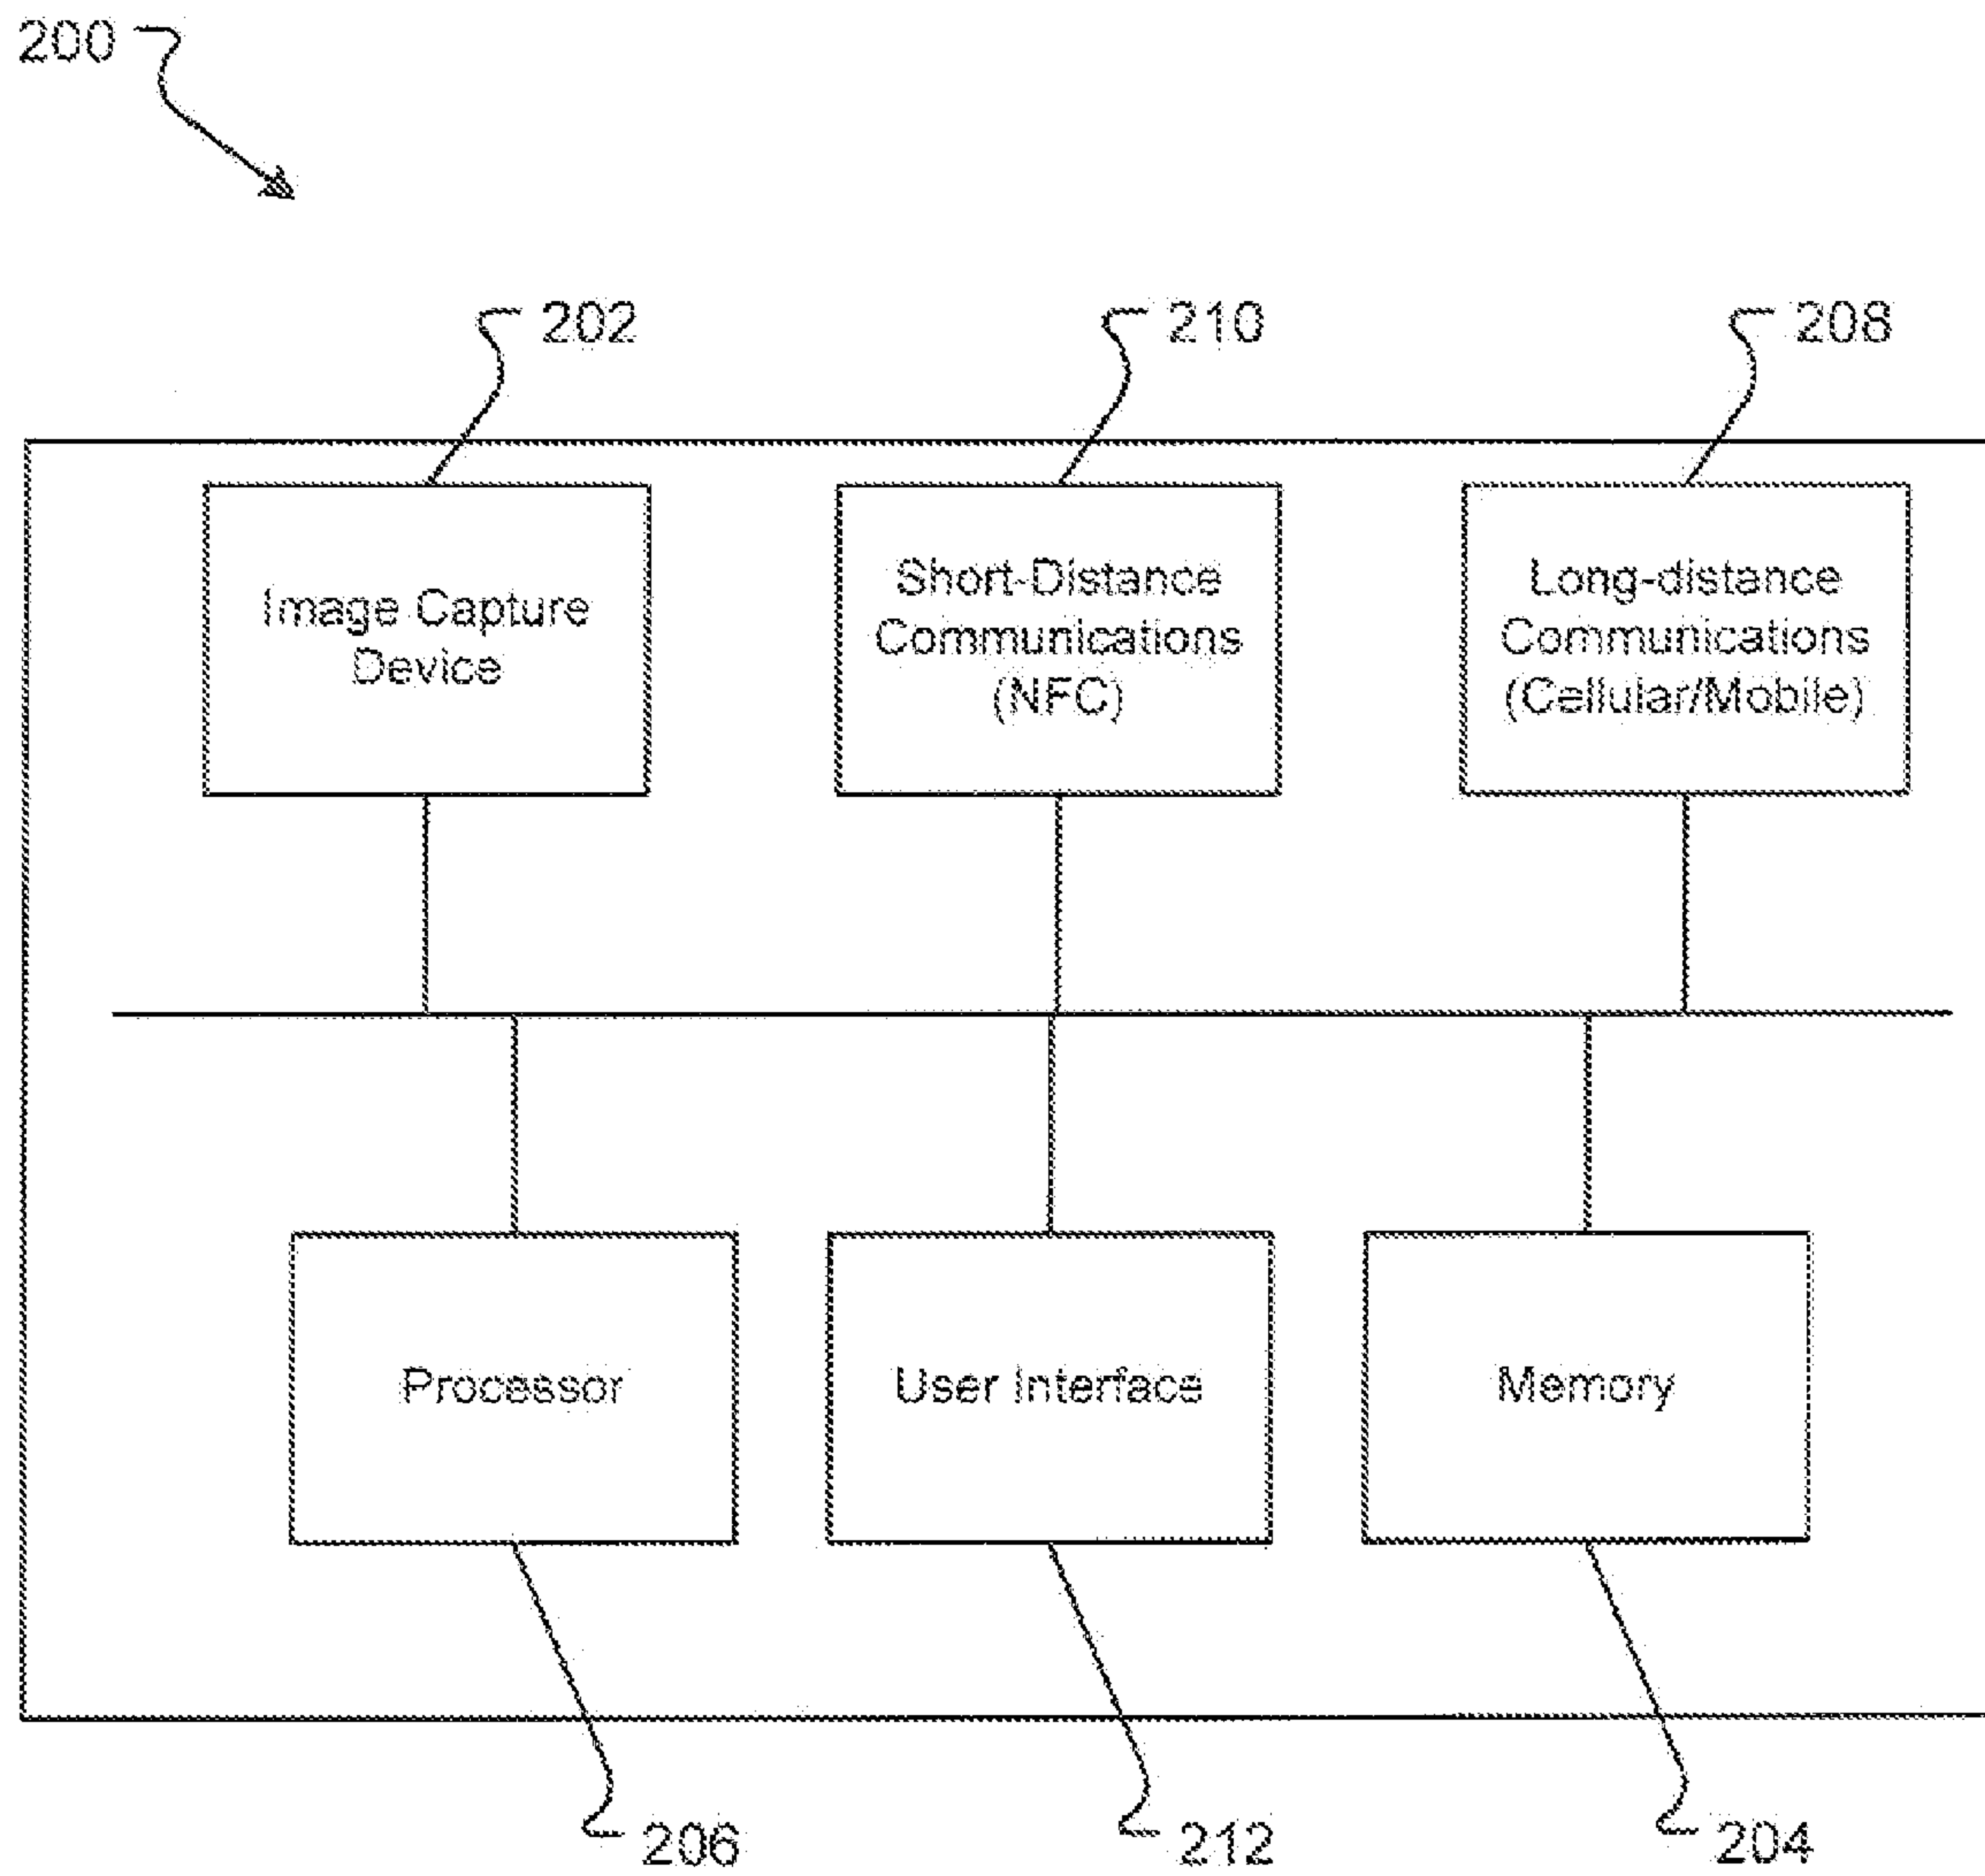 200
202
210
208
Image Capture
Device
Short-Distance
Communications
(NFC)
Long-distance
Communications
(Cellular/Mobile)
Processor
User Interface
Memory
206
212
204